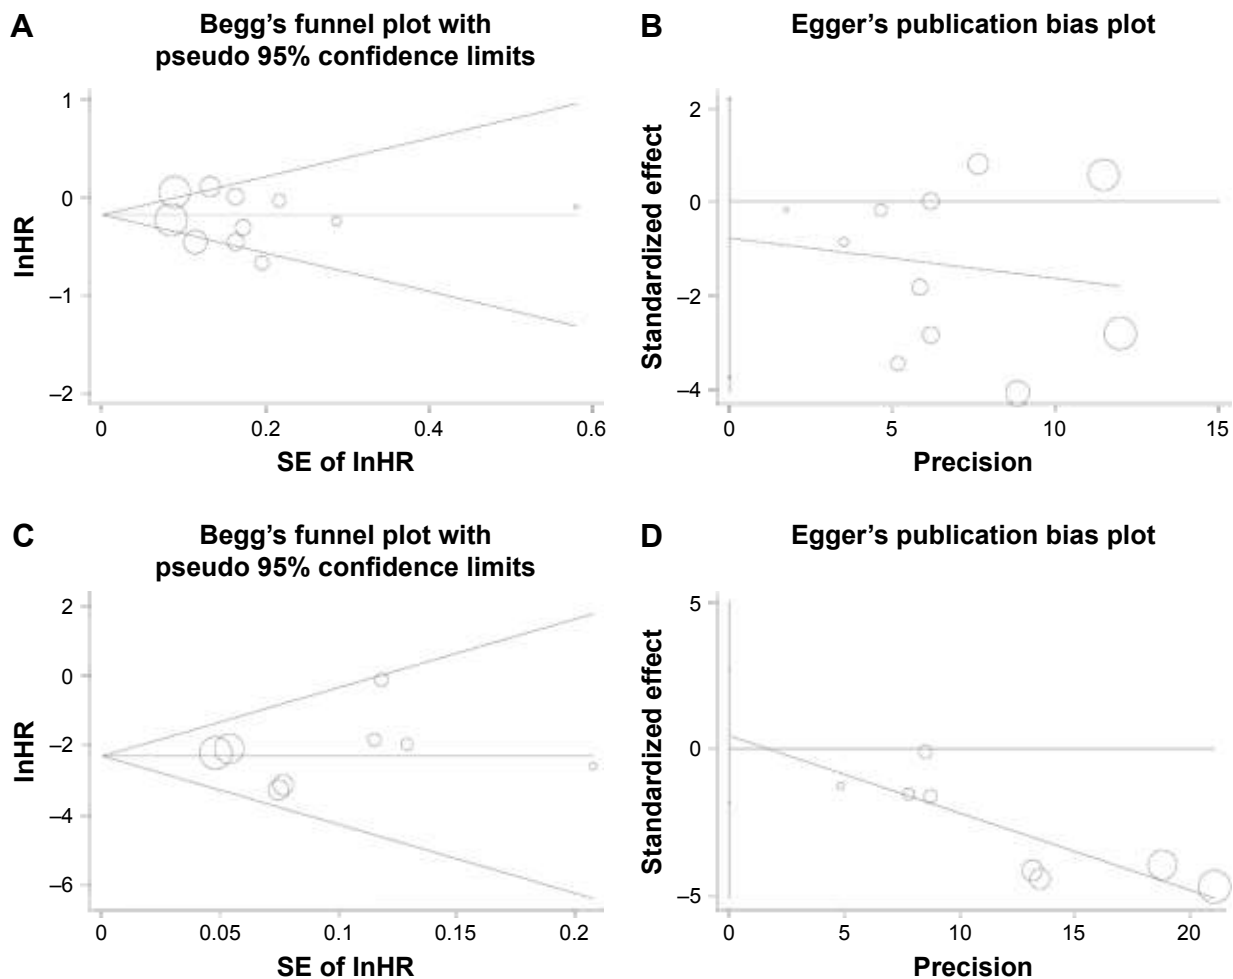 A
Begg’s funnel plot with
pseudo 95% confidence limits
1
0
–1
–2
lnHR
0
0.2
0.4
0.6
SE of lnHR
B
Egger’s publication bias plot
2
0
–2
–4
Standardized effect
0
5
10
15
Precision
C
Begg’s funnel plot with
pseudo 95% confidence limits
2
0
–2
–4
–6
lnHR
0
0.05
0.1
0.15
0.2
SE of lnHR
D
Egger’s publication bias plot
5
0
–5
Standardized effect
0
5
10
15
20
Precision